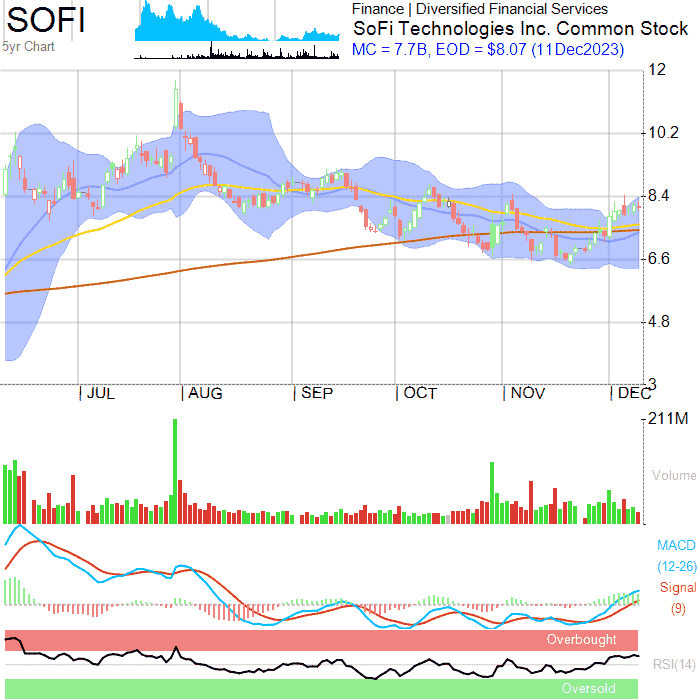 SOFI
5yr Chart
Finance | Diversified Financial Services
SoFi Technologies Inc. Common Stock
MC = 7.7B, EOD = $8.07 (11Dec2023)
12
10.2
8.4
6.6
4.8
3
| JUL | AUG | SEP | OCT | NOV | DEC
211M
Volume
MACD
(12-26)
Signal
(9)
Overbought
RSI(14)
Oversold